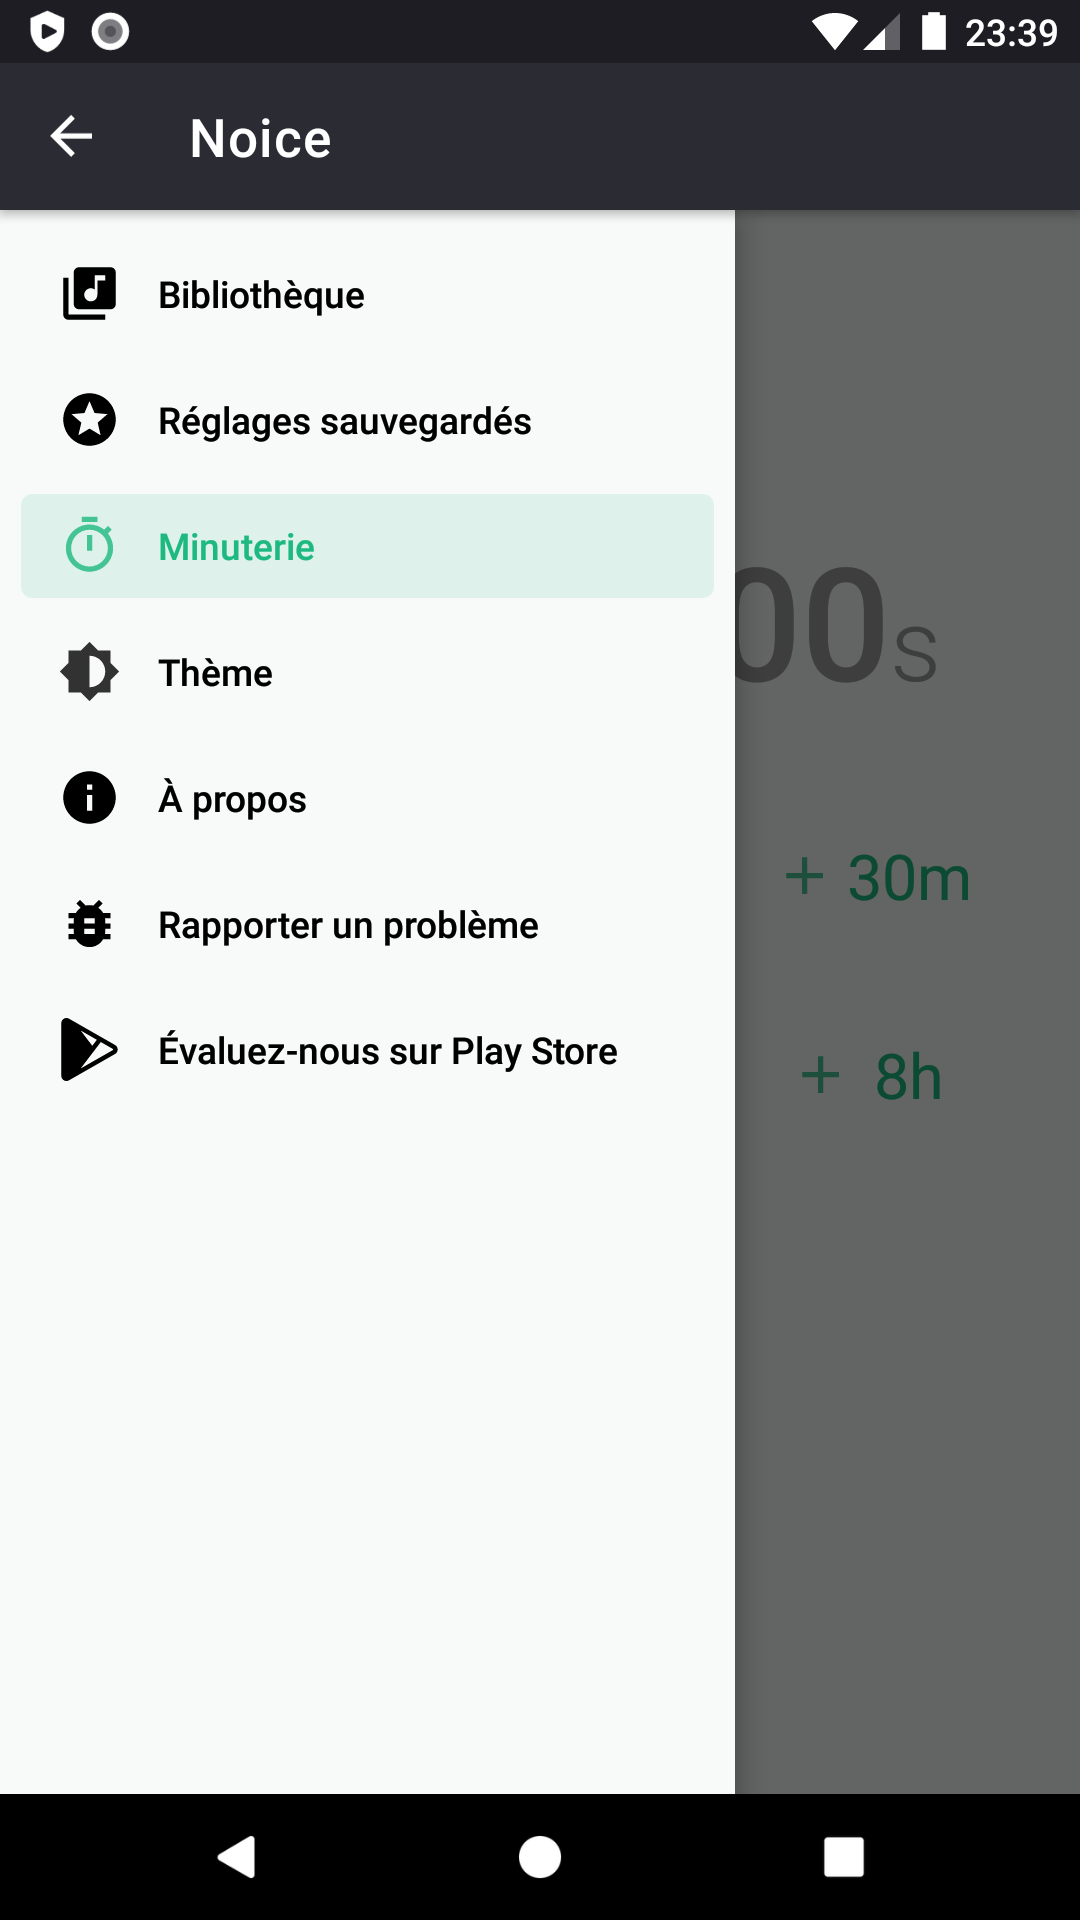 23:39
Noice
Bibliothèque
Réglages sauvegardés
Minuterie
00s
Thème
À propos
+ 30m
Rapporter un problème
Évaluez-nous sur Play Store
+ 8h